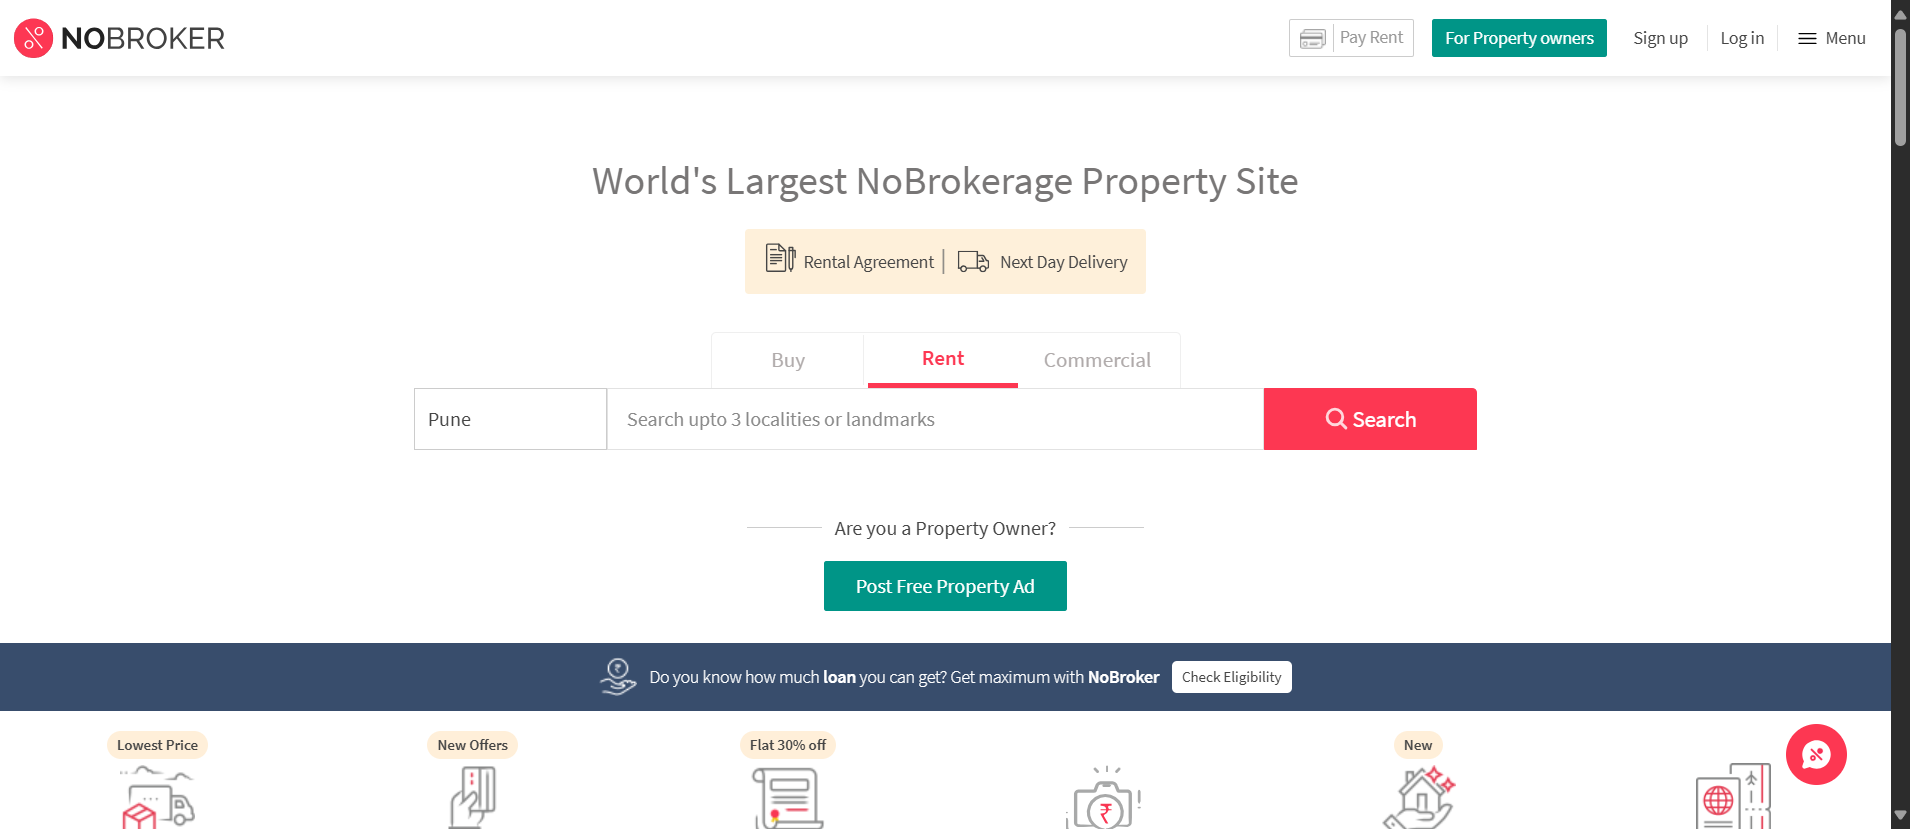 NOBROKER
Pay Rent
For Property owners
Sign up
Log in
Menu
World's Largest NoBrokerage Property Site
Rental Agreement
Next Day Delivery
Buy
Rent
Commercial
Pune
Search upto 3 localities or landmarks
Search
Are you a Property Owner?
Post Free Property Ad
Do you know how much loan you can get? Get maximum with NoBroker
Check Eligibility
Lowest Price
New Offers
Flat 30% off
New